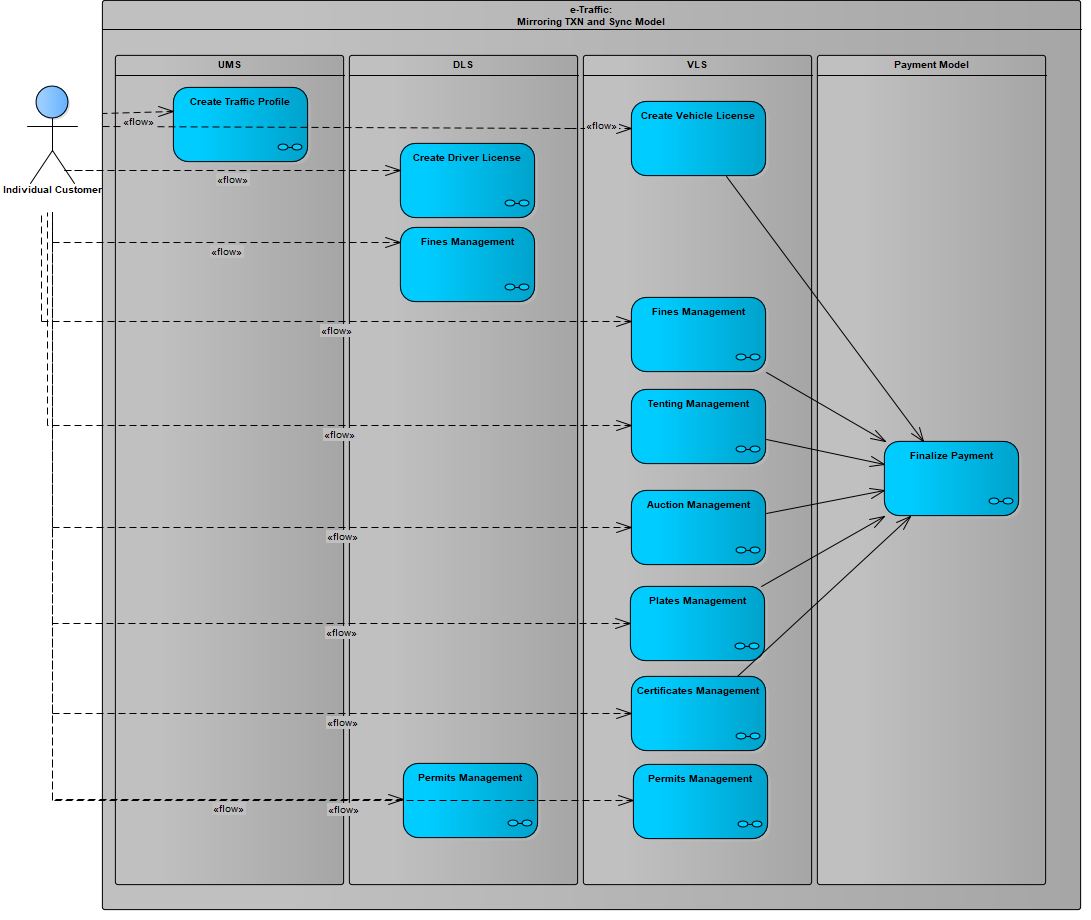 e-Traffic:
Mirroring TXN and Sync Model
UMS
DLS
VLS
Payment Model
Individual Customer
Create Traffic Profile
«flow»
Create Vehicle License
«flow»
Create Driver License
«flow»
Fines Management
«flow»
Fines Management
«flow»
Tenting Management
«flow»
Finalize Payment
Auction Management
«flow»
Plates Management
«flow»
Certificates Management
«flow»
Permits Management
Permits Management
«flow»
«flow»